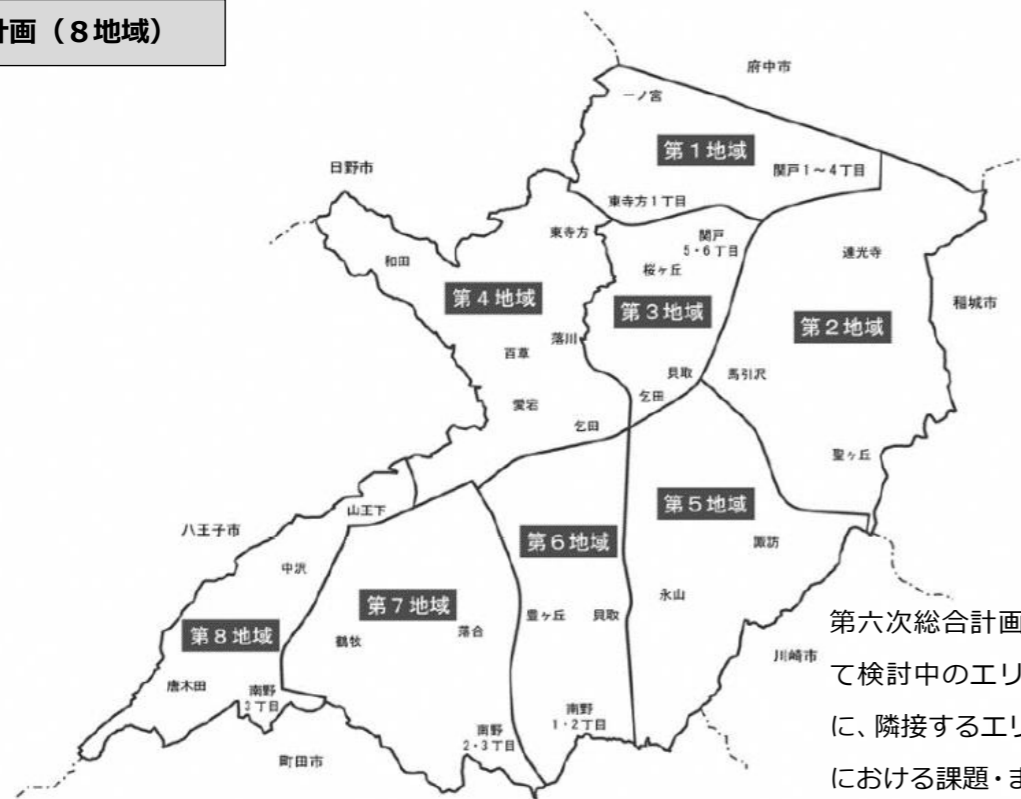 計画（8地域）
府中市
一ノ宮
第1地域
関戸1～4丁目
日野市
東寺方1丁目
東寺方
関戸
5・6丁目
連光寺
和田
桜ヶ丘
第4地域
第3地域
稲城市
第2地域
落川
百草
貝取
馬引沢
愛宕
乞田
乞田
聖ヶ丘
山王下
第5地域
八王子市
第6地域
諏訪
中沢
永山
第7地域
豊ヶ丘
貝取
第六次総合計画
第8地域
鶴牧
落合
川崎市
て検討中のエリ
唐木田
南野
3丁目
南野
1・2丁目
に、隣接するエリ
南野
2・3丁目
町田市
における課題・ま